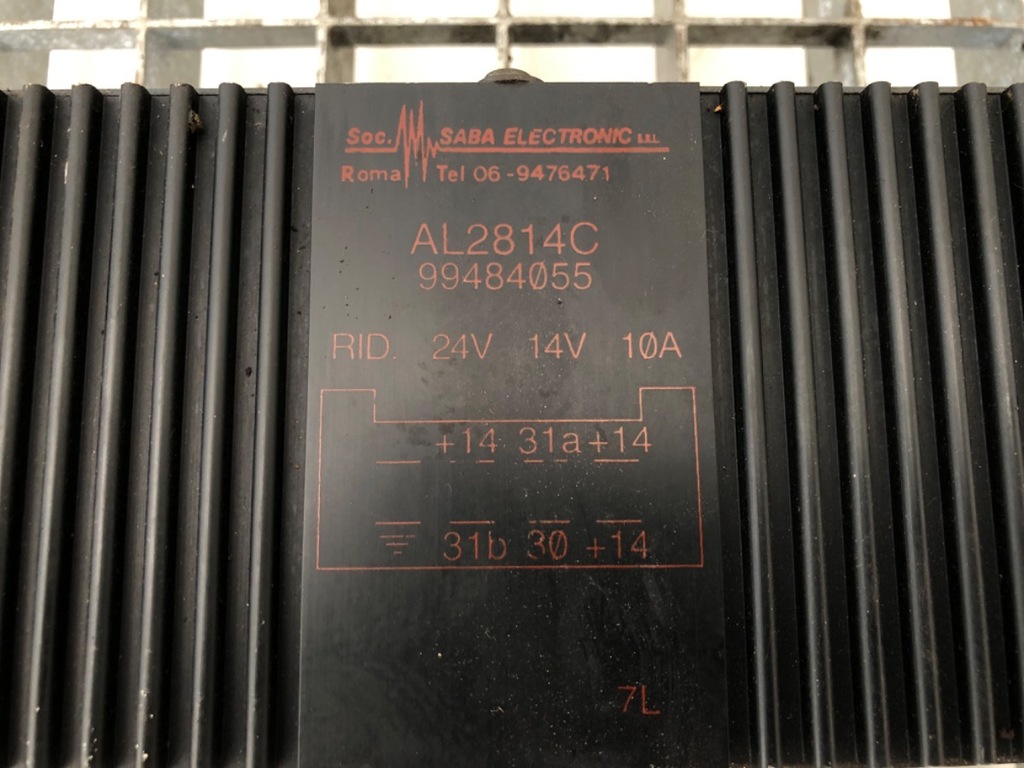 Soc. SABA ELECTRONIC s.r.l.
Roma Tel 06-9476471
AL2814C
99484055
RID. 24V 14V 10A
+14 31a +14
31b 30 +14
7L